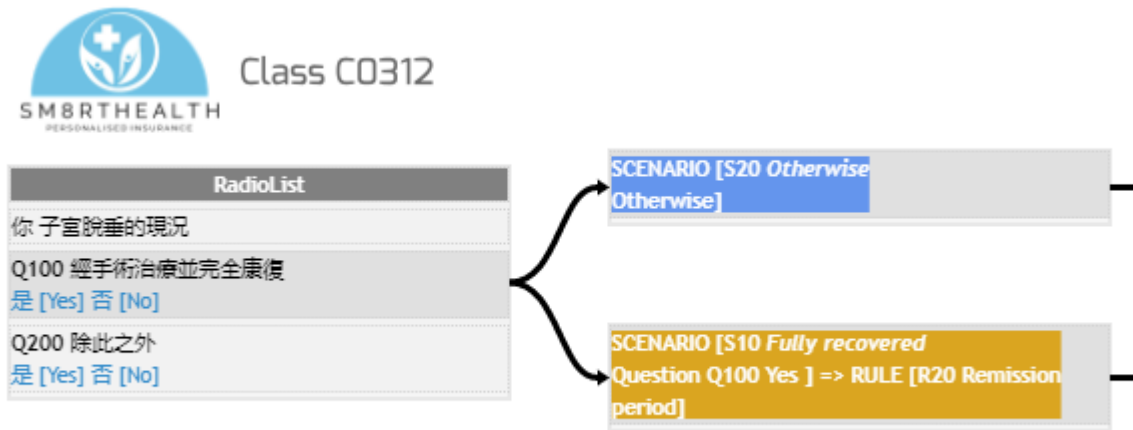 SM8RTHEALTH
PERSONALISED INSURANCE
Class C0312
RadioList
你 子宮脫垂的現況
Q100 經手術治療並完全康復
是 [Yes] 否 [No]
Q200 除此之外
是 [Yes] 否 [No]
SCENARIO [S20 Otherwise
Otherwise]
SCENARIO [S10 Fully recovered
Question Q100 Yes ] => RULE [R20 Remission
period]